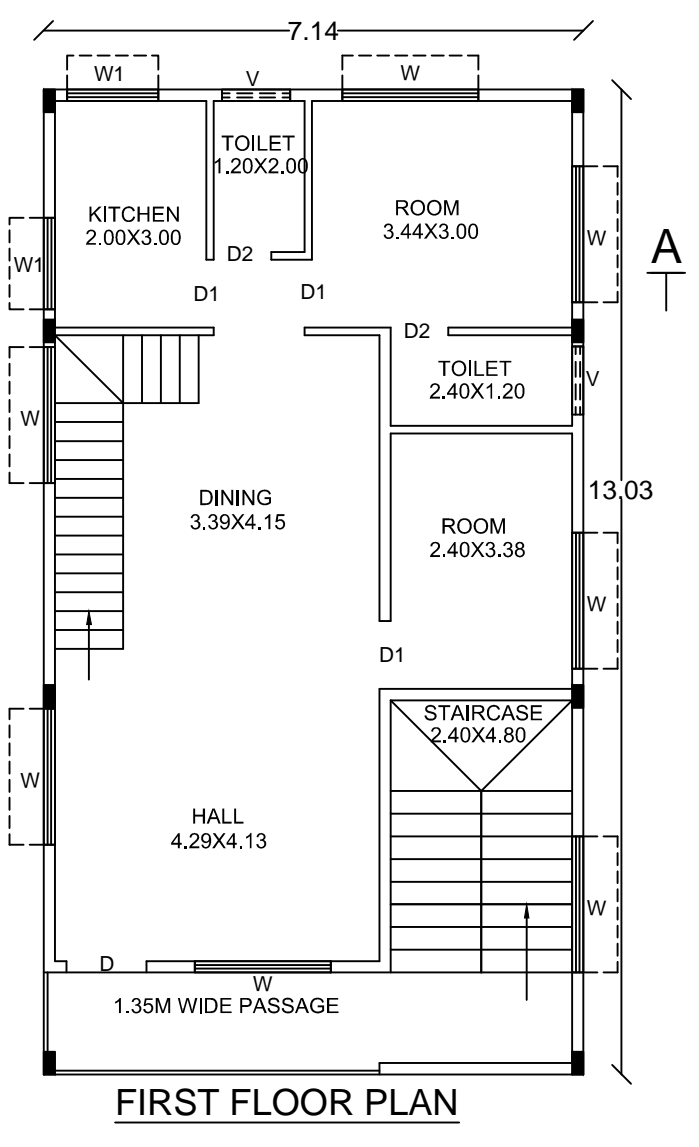 7.14
W1
V
W
TOILET
1.20X2.00
KITCHEN
2.00X3.00
ROOM
3.44X3.00
W
A
W1
D2
D1
D1
D2
TOILET
2.40X1.20
V
W
DINING
3.39X4.15
13.03
ROOM
2.40X3.38
W
D1
STAIRCASE
2.40X4.80
W
HALL
4.29X4.13
W
D
W
1.35M WIDE PASSAGE
FIRST FLOOR PLAN